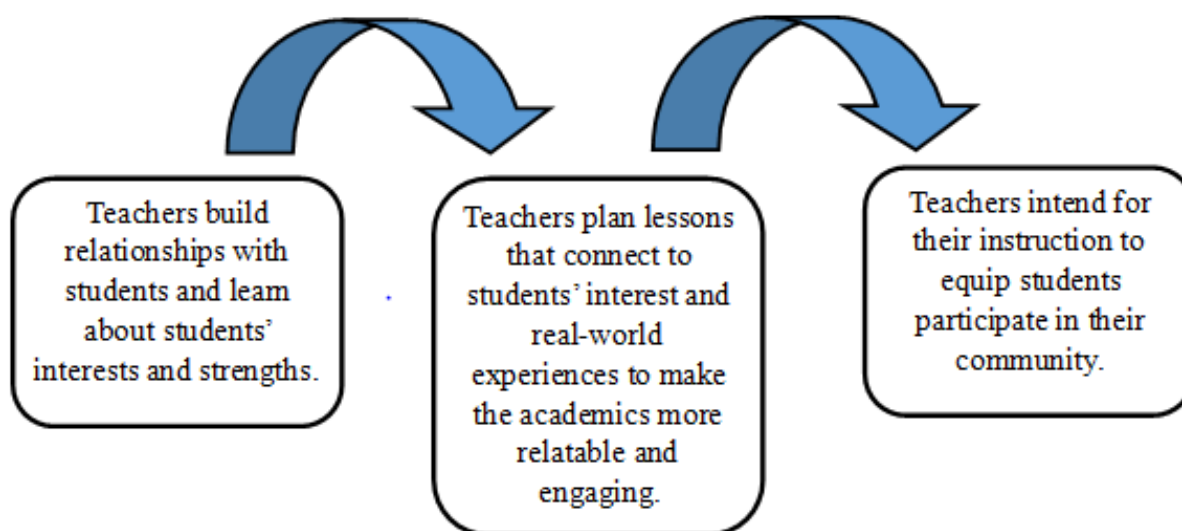 Teachers build
relationships with
students and learn
about students’
interests and strengths.
Teachers plan lessons
that connect to
students’ interest and
real-world
experiences to make
the academics more
relatable and
engaging.
Teachers intend for
their instruction to
equip students
participate in their
community.